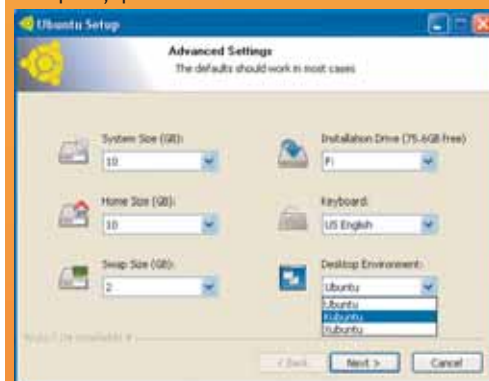 Ubuntu Setup
Advanced Settings
The defaults should work in most cases
System Size (GB):
10
Installation Drive (75.6GB free)
F:
Home Size (GB):
10
Keyboard:
US English
Swap Size (GB):
2
Desktop Environment:
Ubuntu
Ubuntu
Kubuntu
Xubuntu
< Back
Next >
Cancel